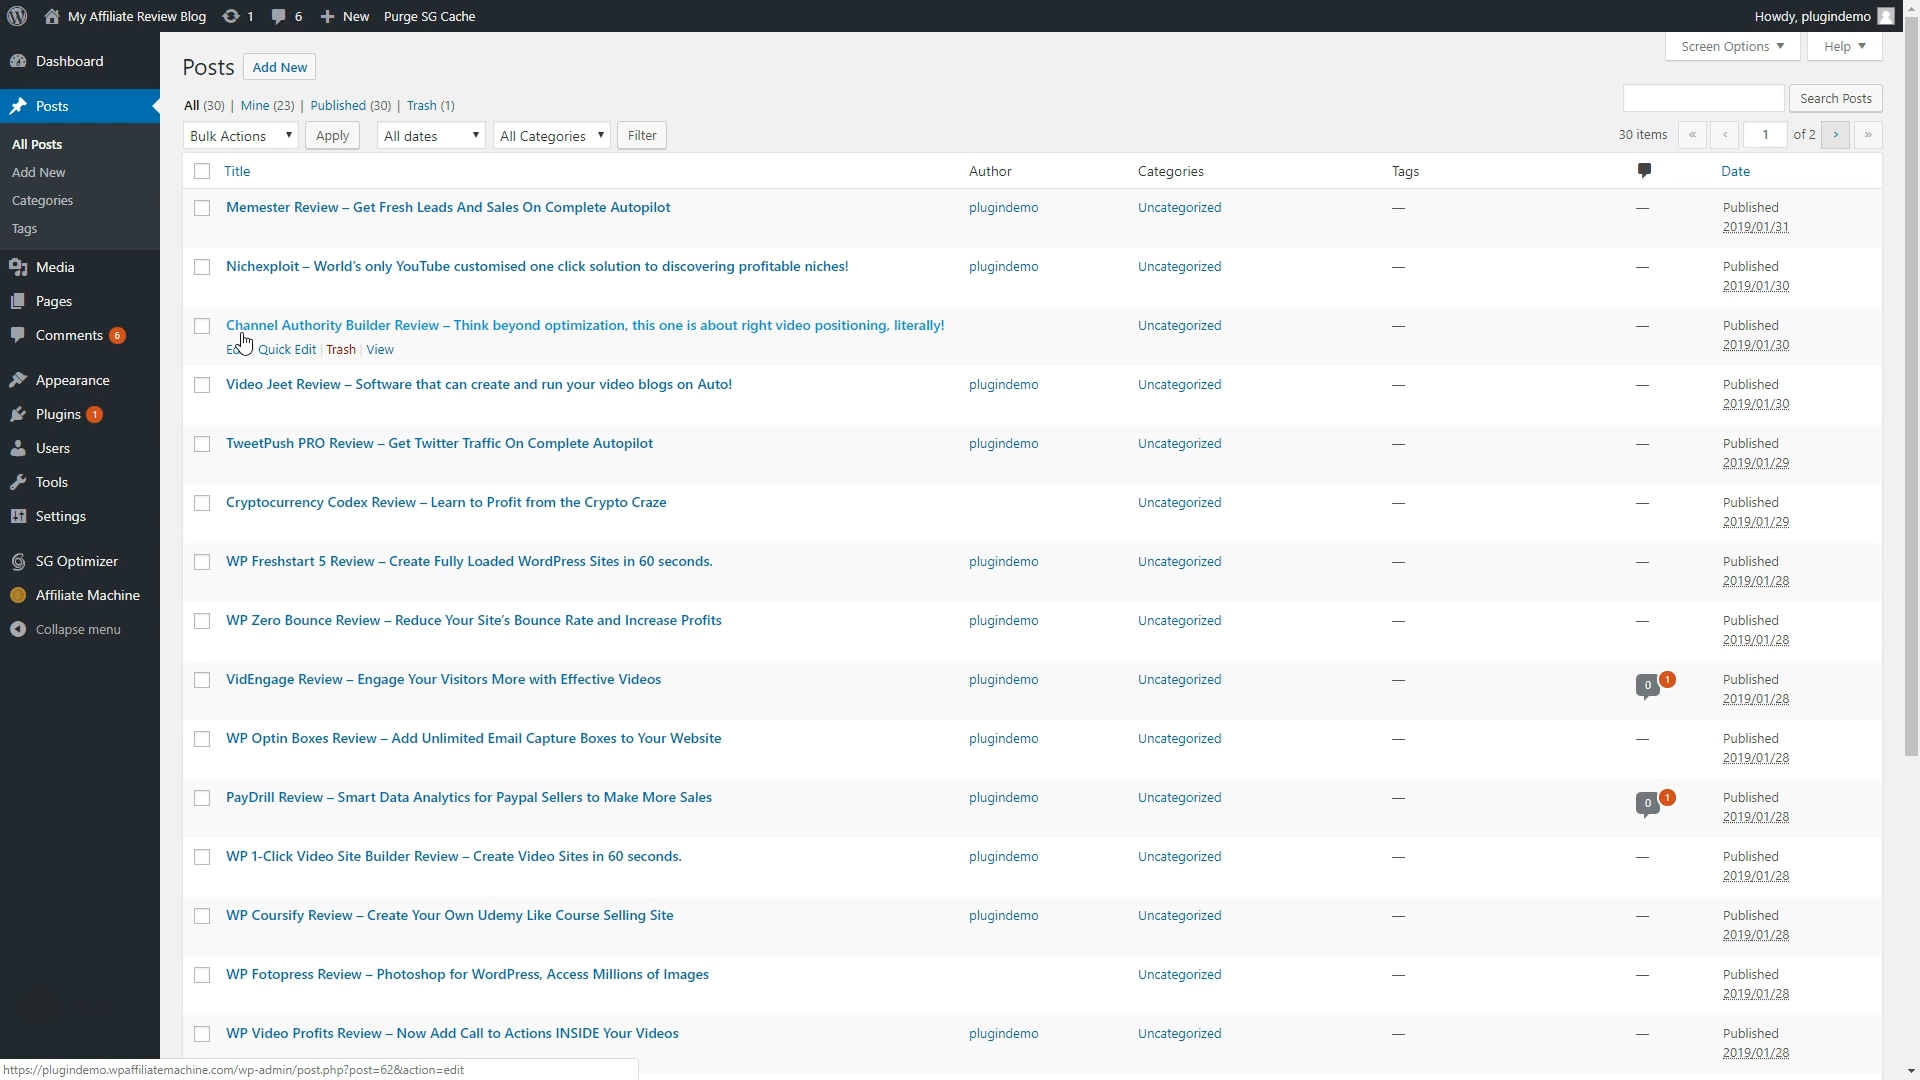 My Affiliate Review Blog 1 6 New Purge SG Cache Howdy, plugindemo
Screen Options Help
Dashboard
Posts
All Posts
Add New
Categories
Tags
Media
Pages
Comments 6
Appearance
Plugins 1
Users
Tools
Settings
SG Optimizer
Affiliate Machine
Collapse menu
Posts Add New
All (30) | Mine (23) | Published (30) | Trash (1)
Search Posts
Bulk Actions Apply All dates All Categories Filter 30 items « ‹ 1 of 2 › »
Title Author Categories Tags Date
Memester Review – Get Fresh Leads And Sales On Complete Autopilot plugindemo Uncategorized — — Published
2019/01/31
Nichexploit – World's only YouTube customised one click solution to discovering profitable niches! plugindemo Uncategorized — — Published
2019/01/30
Channel Authority Builder Review – Think beyond optimization, this one is about right video positioning, literally! Uncategorized — — Published
Quick Edit | Trash | View 2019/01/30
Video Jeet Review – Software that can create and run your video blogs on Auto! plugindemo Uncategorized — — Published
2019/01/30
TweetPush PRO Review – Get Twitter Traffic On Complete Autopilot plugindemo Uncategorized — — Published
2019/01/29
Cryptocurrency Codex Review – Learn to Profit from the Crypto Craze Uncategorized — — Published
2019/01/29
WP Freshstart 5 Review – Create Fully Loaded WordPress Sites in 60 seconds. plugindemo Uncategorized — — Published
2019/01/28
WP Zero Bounce Review – Reduce Your Site's Bounce Rate and Increase Profits plugindemo Uncategorized — — Published
2019/01/28
VidEngage Review – Engage Your Visitors More with Effective Videos plugindemo Uncategorized — 0 1 Published
2019/01/28
WP Optin Boxes Review – Add Unlimited Email Capture Boxes to Your Website plugindemo Uncategorized — — Published
2019/01/28
PayDrill Review – Smart Data Analytics for Paypal Sellers to Make More Sales plugindemo Uncategorized — 0 1 Published
2019/01/28
WP 1-Click Video Site Builder Review – Create Video Sites in 60 seconds. plugindemo Uncategorized — — Published
2019/01/28
WP Coursify Review – Create Your Own Udemy Like Course Selling Site plugindemo Uncategorized — — Published
2019/01/28
WP Fotopress Review – Photoshop for WordPress, Access Millions of Images Uncategorized — — Published
2019/01/28
WP Video Profits Review – Now Add Call to Actions INSIDE Your Videos plugindemo Uncategorized — — Published
2019/01/28
https://plugindemo.wpaffiliatemachine.com/wp-admin/post.php?post=62&action=edit